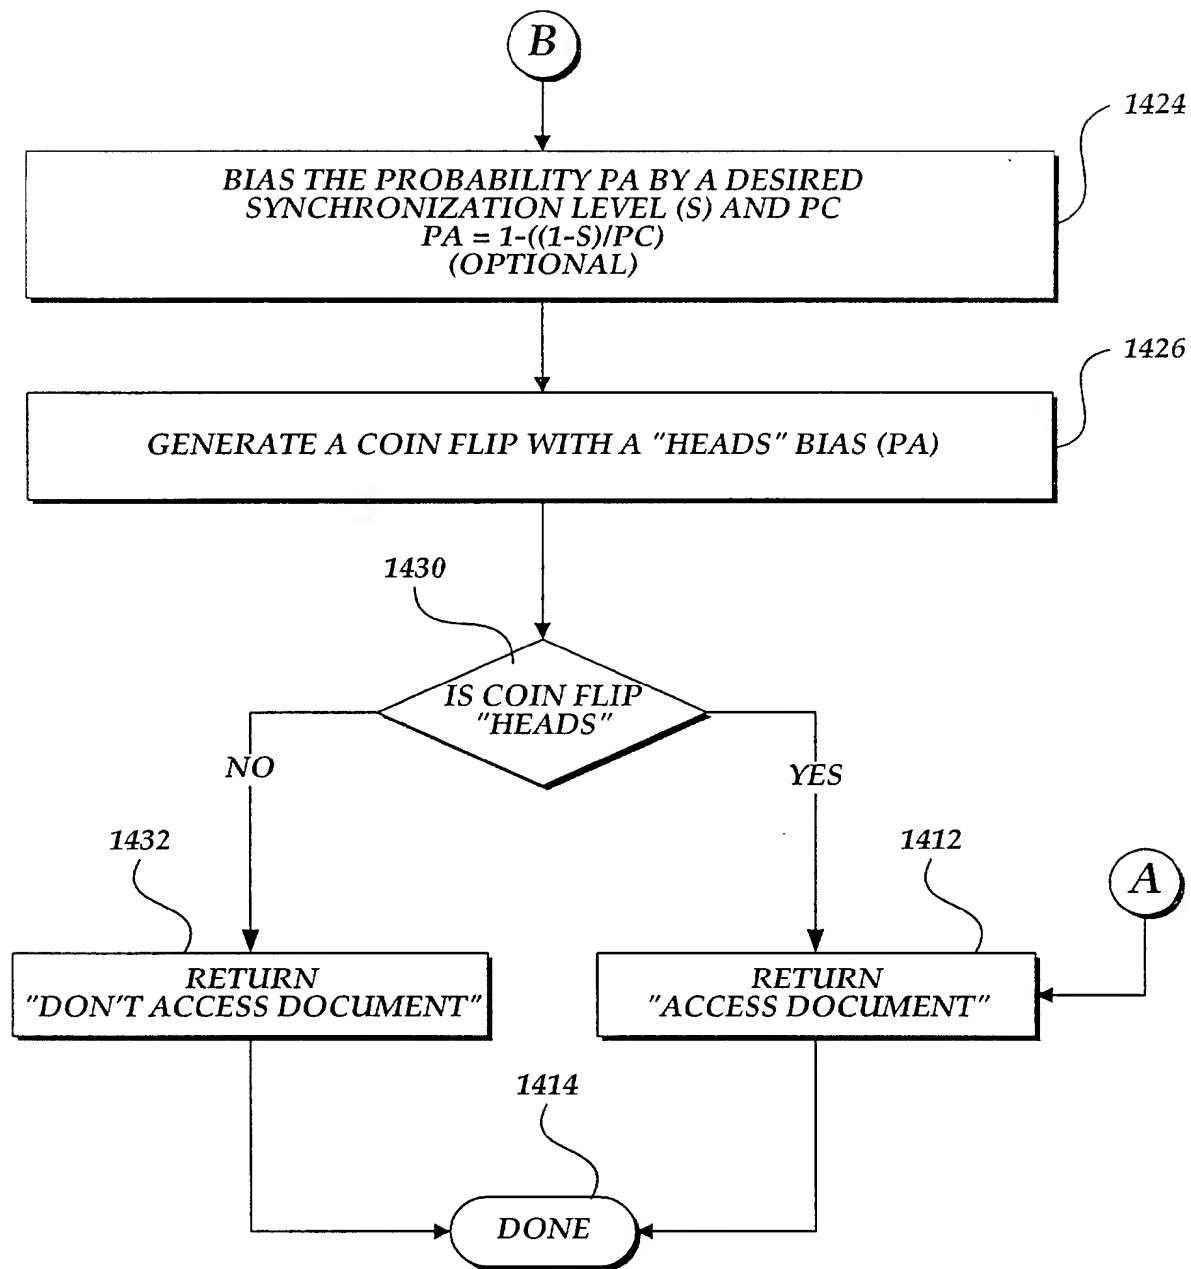 B
1424
BIAS THE PROBABILITY PA BY A DESIRED
SYNCHRONIZATION LEVEL (S) AND PC
PA = 1-((1-S)/PC)
(OPTIONAL)
1426
GENERATE A COIN FLIP WITH A "HEADS" BIAS (PA)
1430
IS COIN FLIP
"HEADS"
NO
YES
1432
1412
A
RETURN
"DON'T ACCESS DOCUMENT"
RETURN
"ACCESS DOCUMENT"
1414
DONE